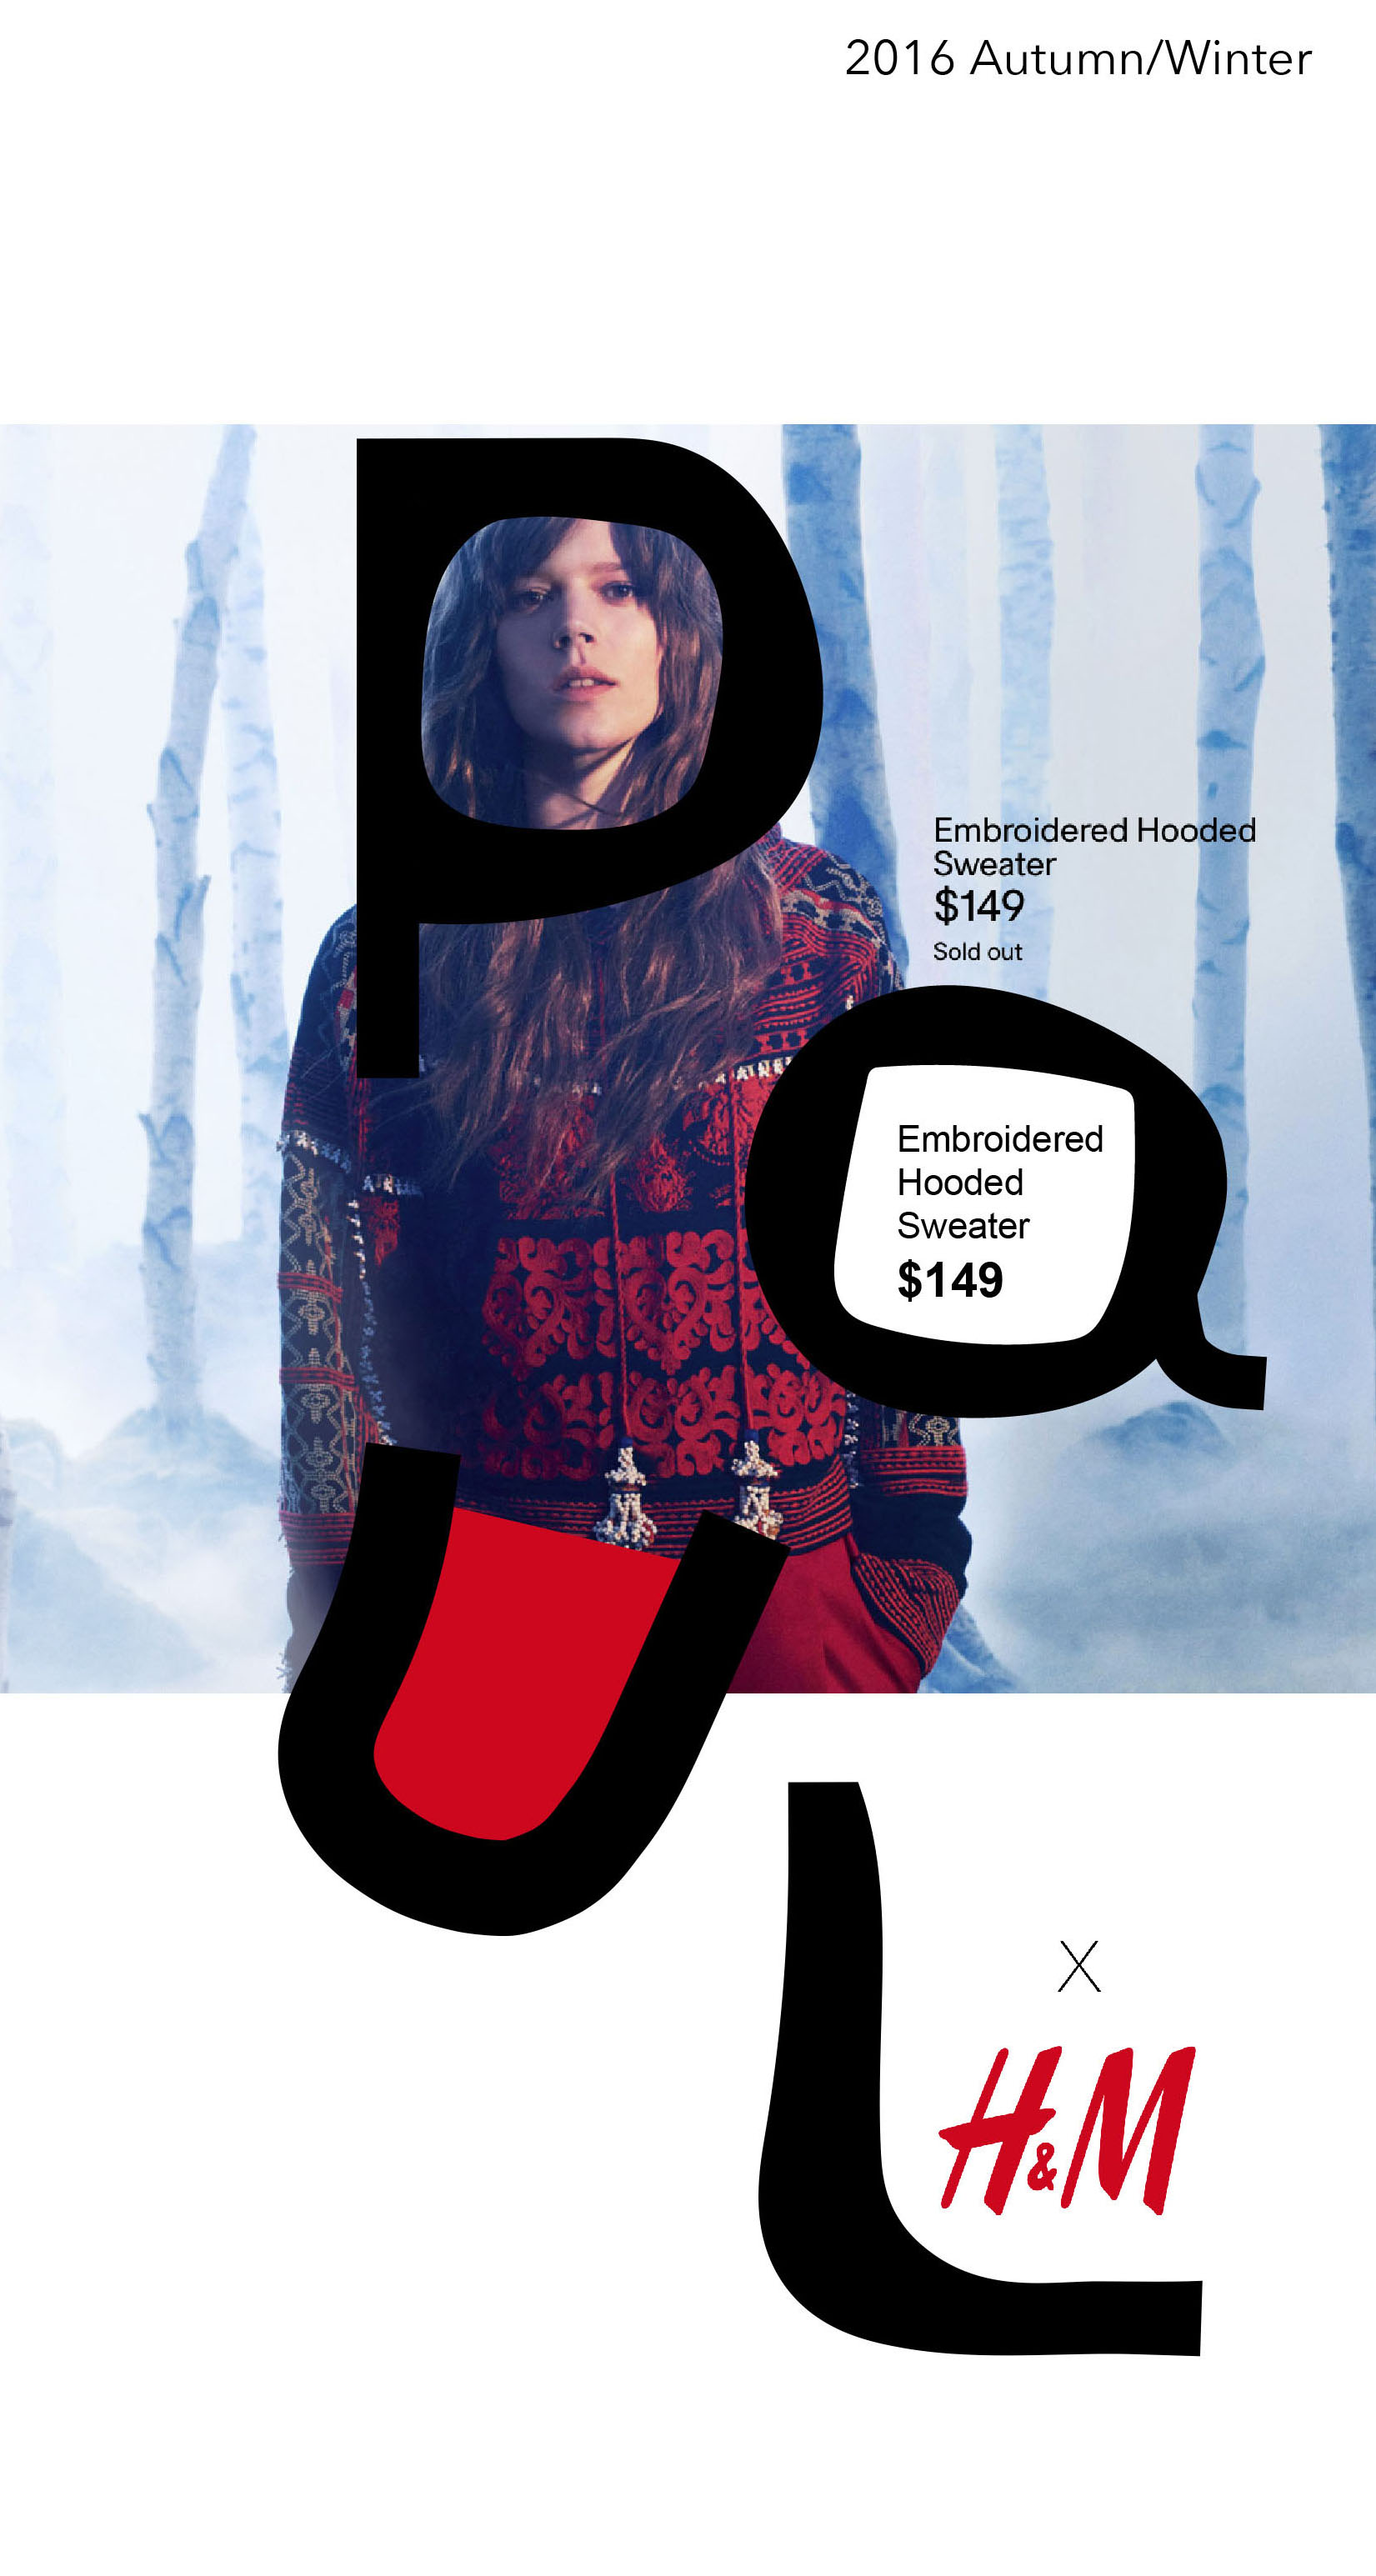 2016 Autumn/Winter
P
a
U
L
Embroidered Hooded
Sweater
$149
Sold out
Embroidered
Hooded
Sweater
$149
X
H&M